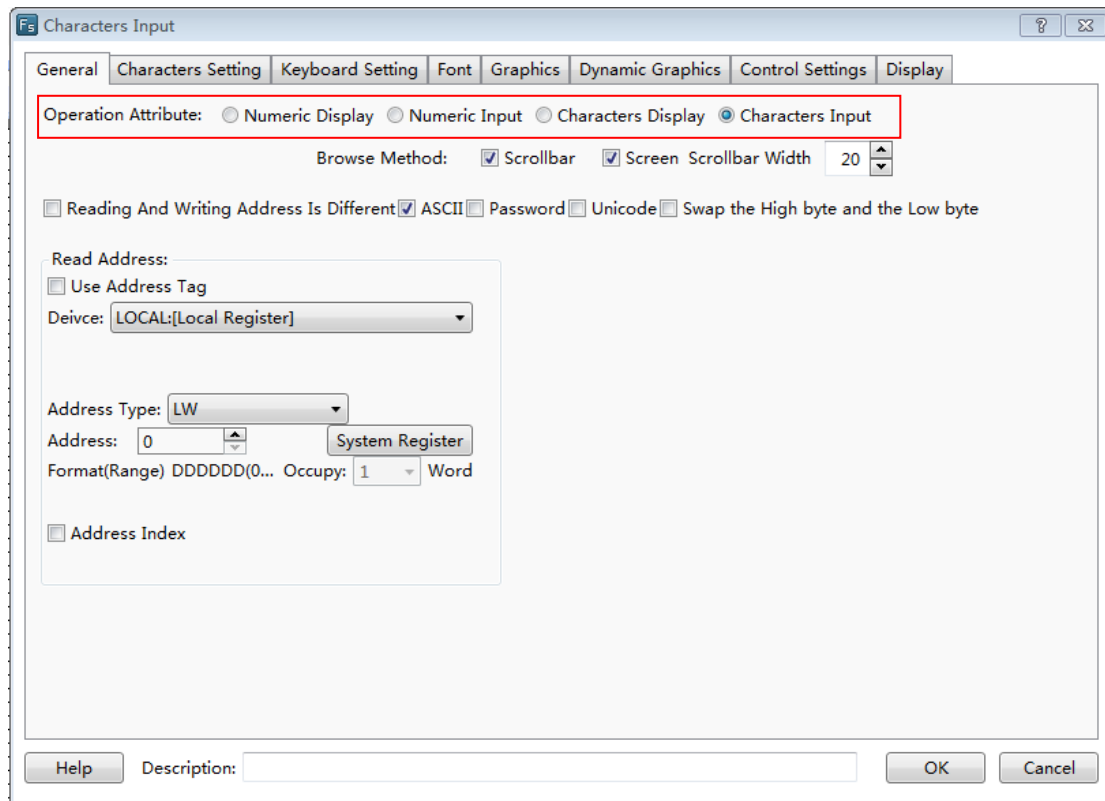 Fs Characters Input
General Characters Setting Keyboard Setting Font Graphics Dynamic Graphics Control Settings Display
Operation Attribute: Numeric Display Numeric Input Characters Display Characters Input
Browse Method: Scrollbar Screen Scrollbar Width 20
Reading And Writing Address Is Different ASCII Password Unicode Swap the High byte and the Low byte
Read Address:
Use Address Tag
Deivce: LOCAL:[Local Register]
Address Type: LW
Address: 0 System Register
Format(Range) DDDDDD(0... Occupy: 1 Word
Address Index
Help Description: OK Cancel